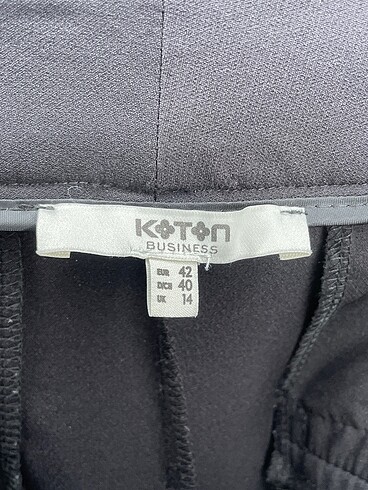 KOTON
BUSINESS
EUR 42
D/CH 40
UK 14